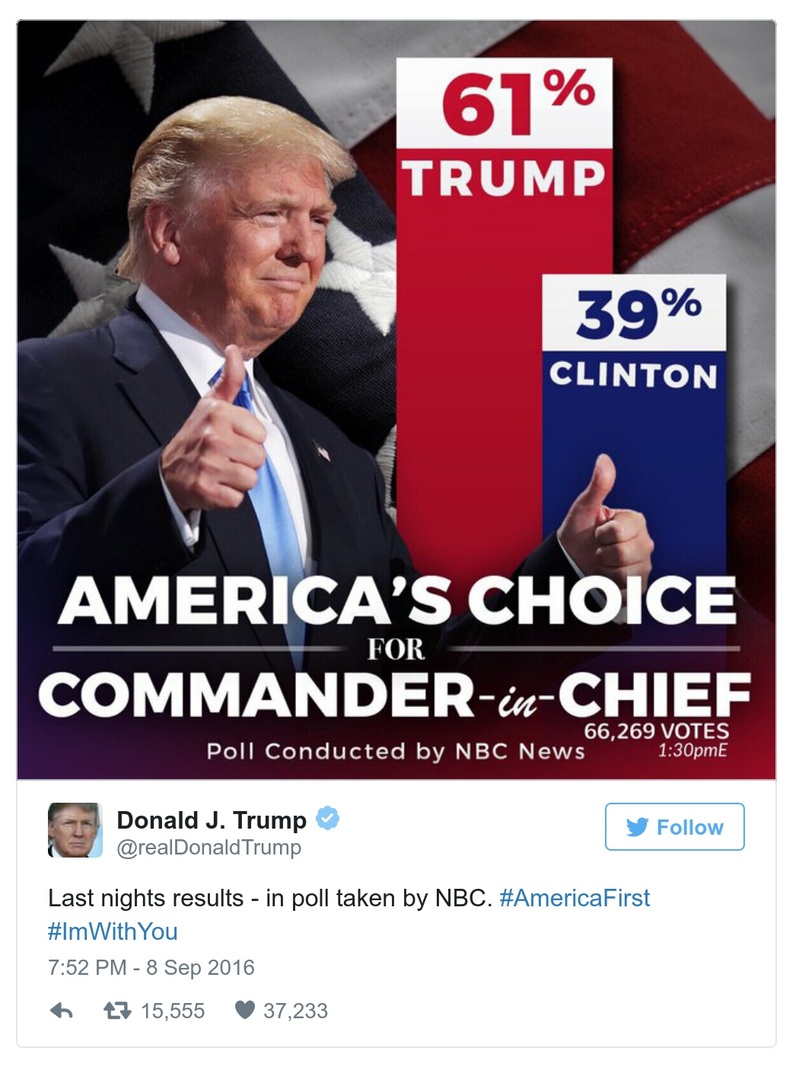 61%
TRUMP
39%
CLINTON
AMERICA'S CHOICE
FOR
COMMANDER-in-CHIEF
66,269 VOTES
Poll Conducted by NBC News
1:30pmE
Donald J. Trump
@realDonaldTrump
Follow
Last nights results - in poll taken by NBC. #AmericaFirst
#ImWithYou
7:52 PM - 8 Sep 2016
15,555 37,233